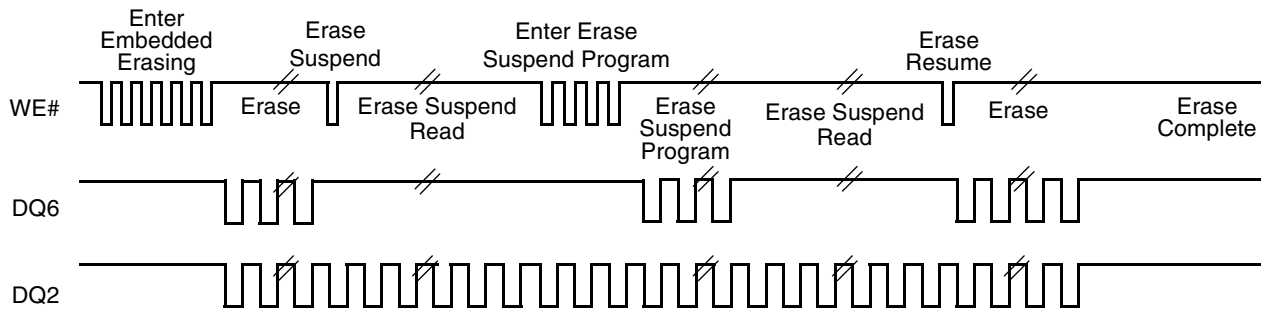 Enter
Embedded
Erasing
Erase
Suspend
Enter Erase
Suspend Program
Erase
Resume
WE#
Erase
Erase Suspend
Read
Erase
Suspend
Program
Erase Suspend
Read
Erase
Erase
Complete
DQ6
DQ2